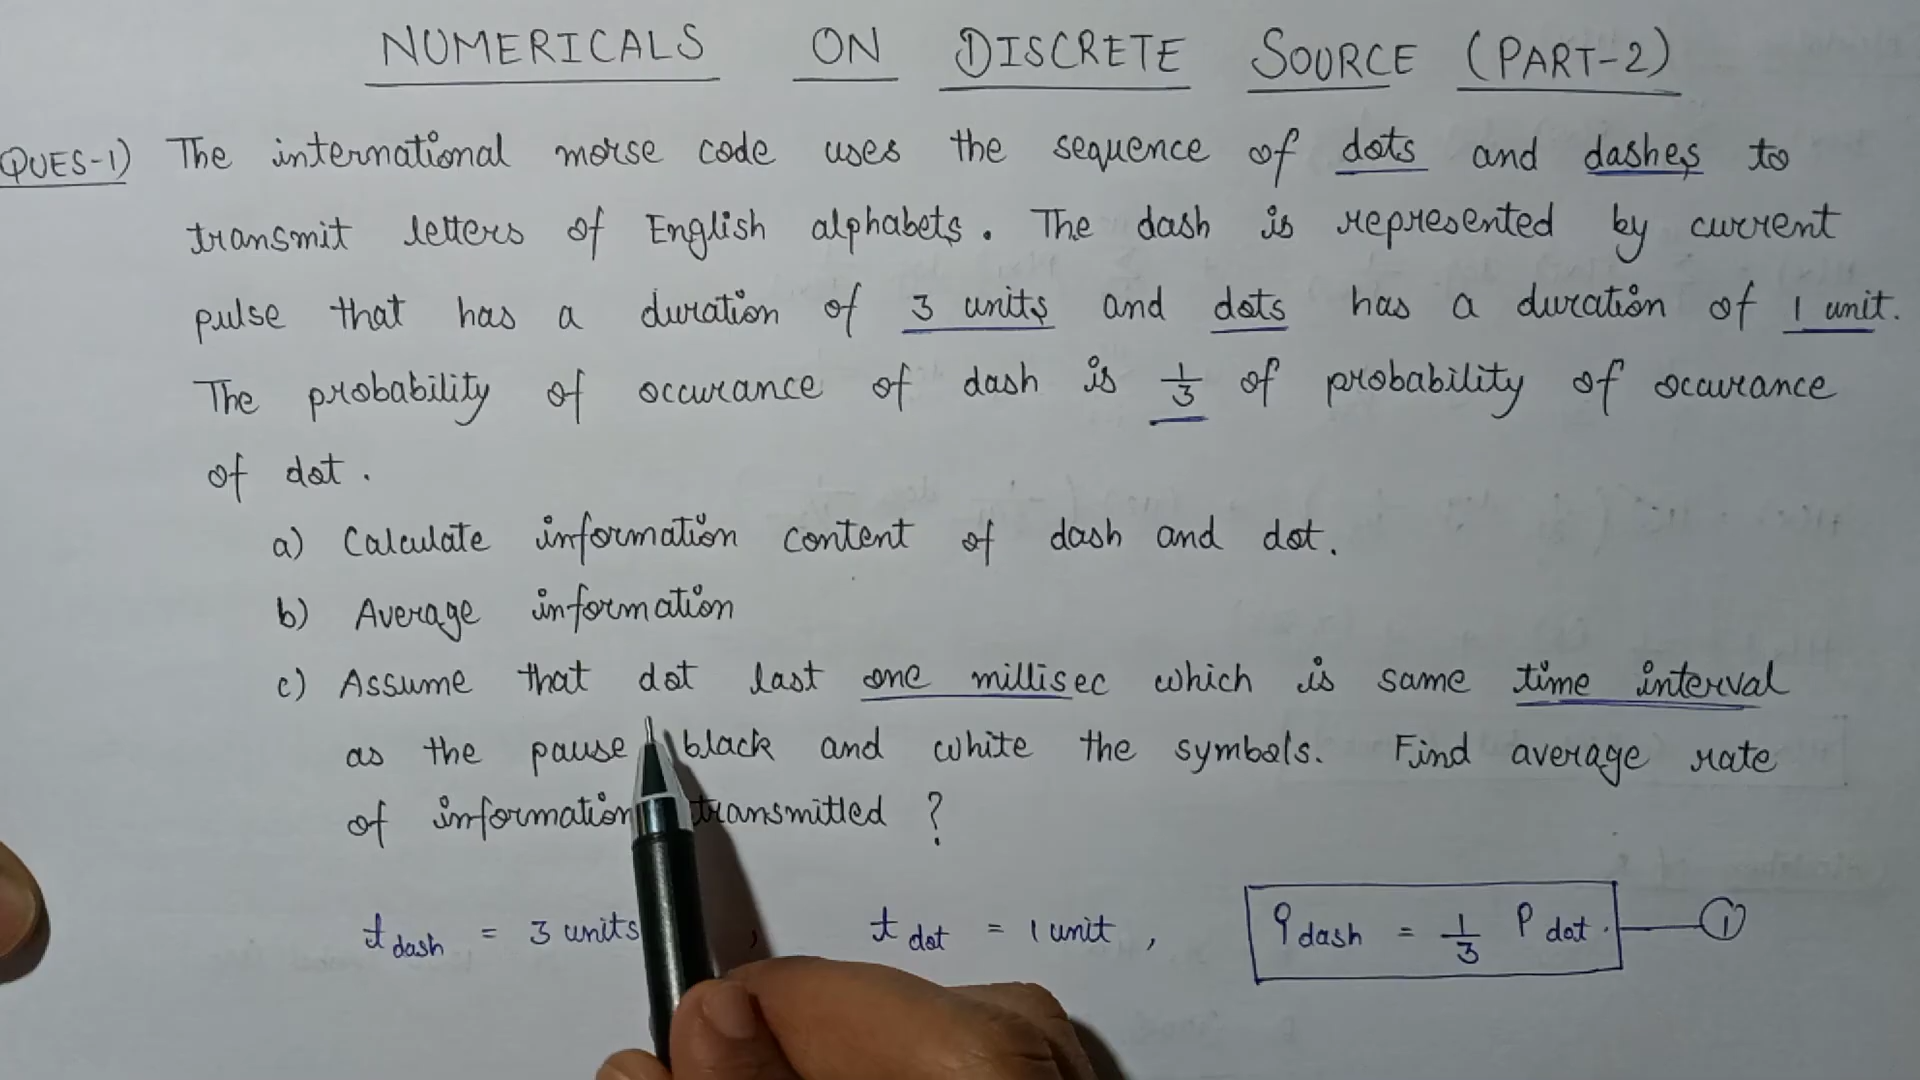 NUMERICALS ON DISCRETE SOURCE (PART-2)
QUES-1) The international morse code uses the sequence of dots and dashes to
transmit letters of English alphabets. The dash is represented by current
pulse that has a duration of 3 units and dots has a duration of 1 unit.
The probability of occurance of dash is 1/3 of probability of occurance
of dot.
a) Calculate information content of dash and dot.
b) Average information
c) Assume that dot last one millisec which is same time interval
as the pause black and white the symbols. Find average rate
of information transmitted ?
t dash = 3 units , t dot = 1 unit , P dash = 1/3 P dot. 1